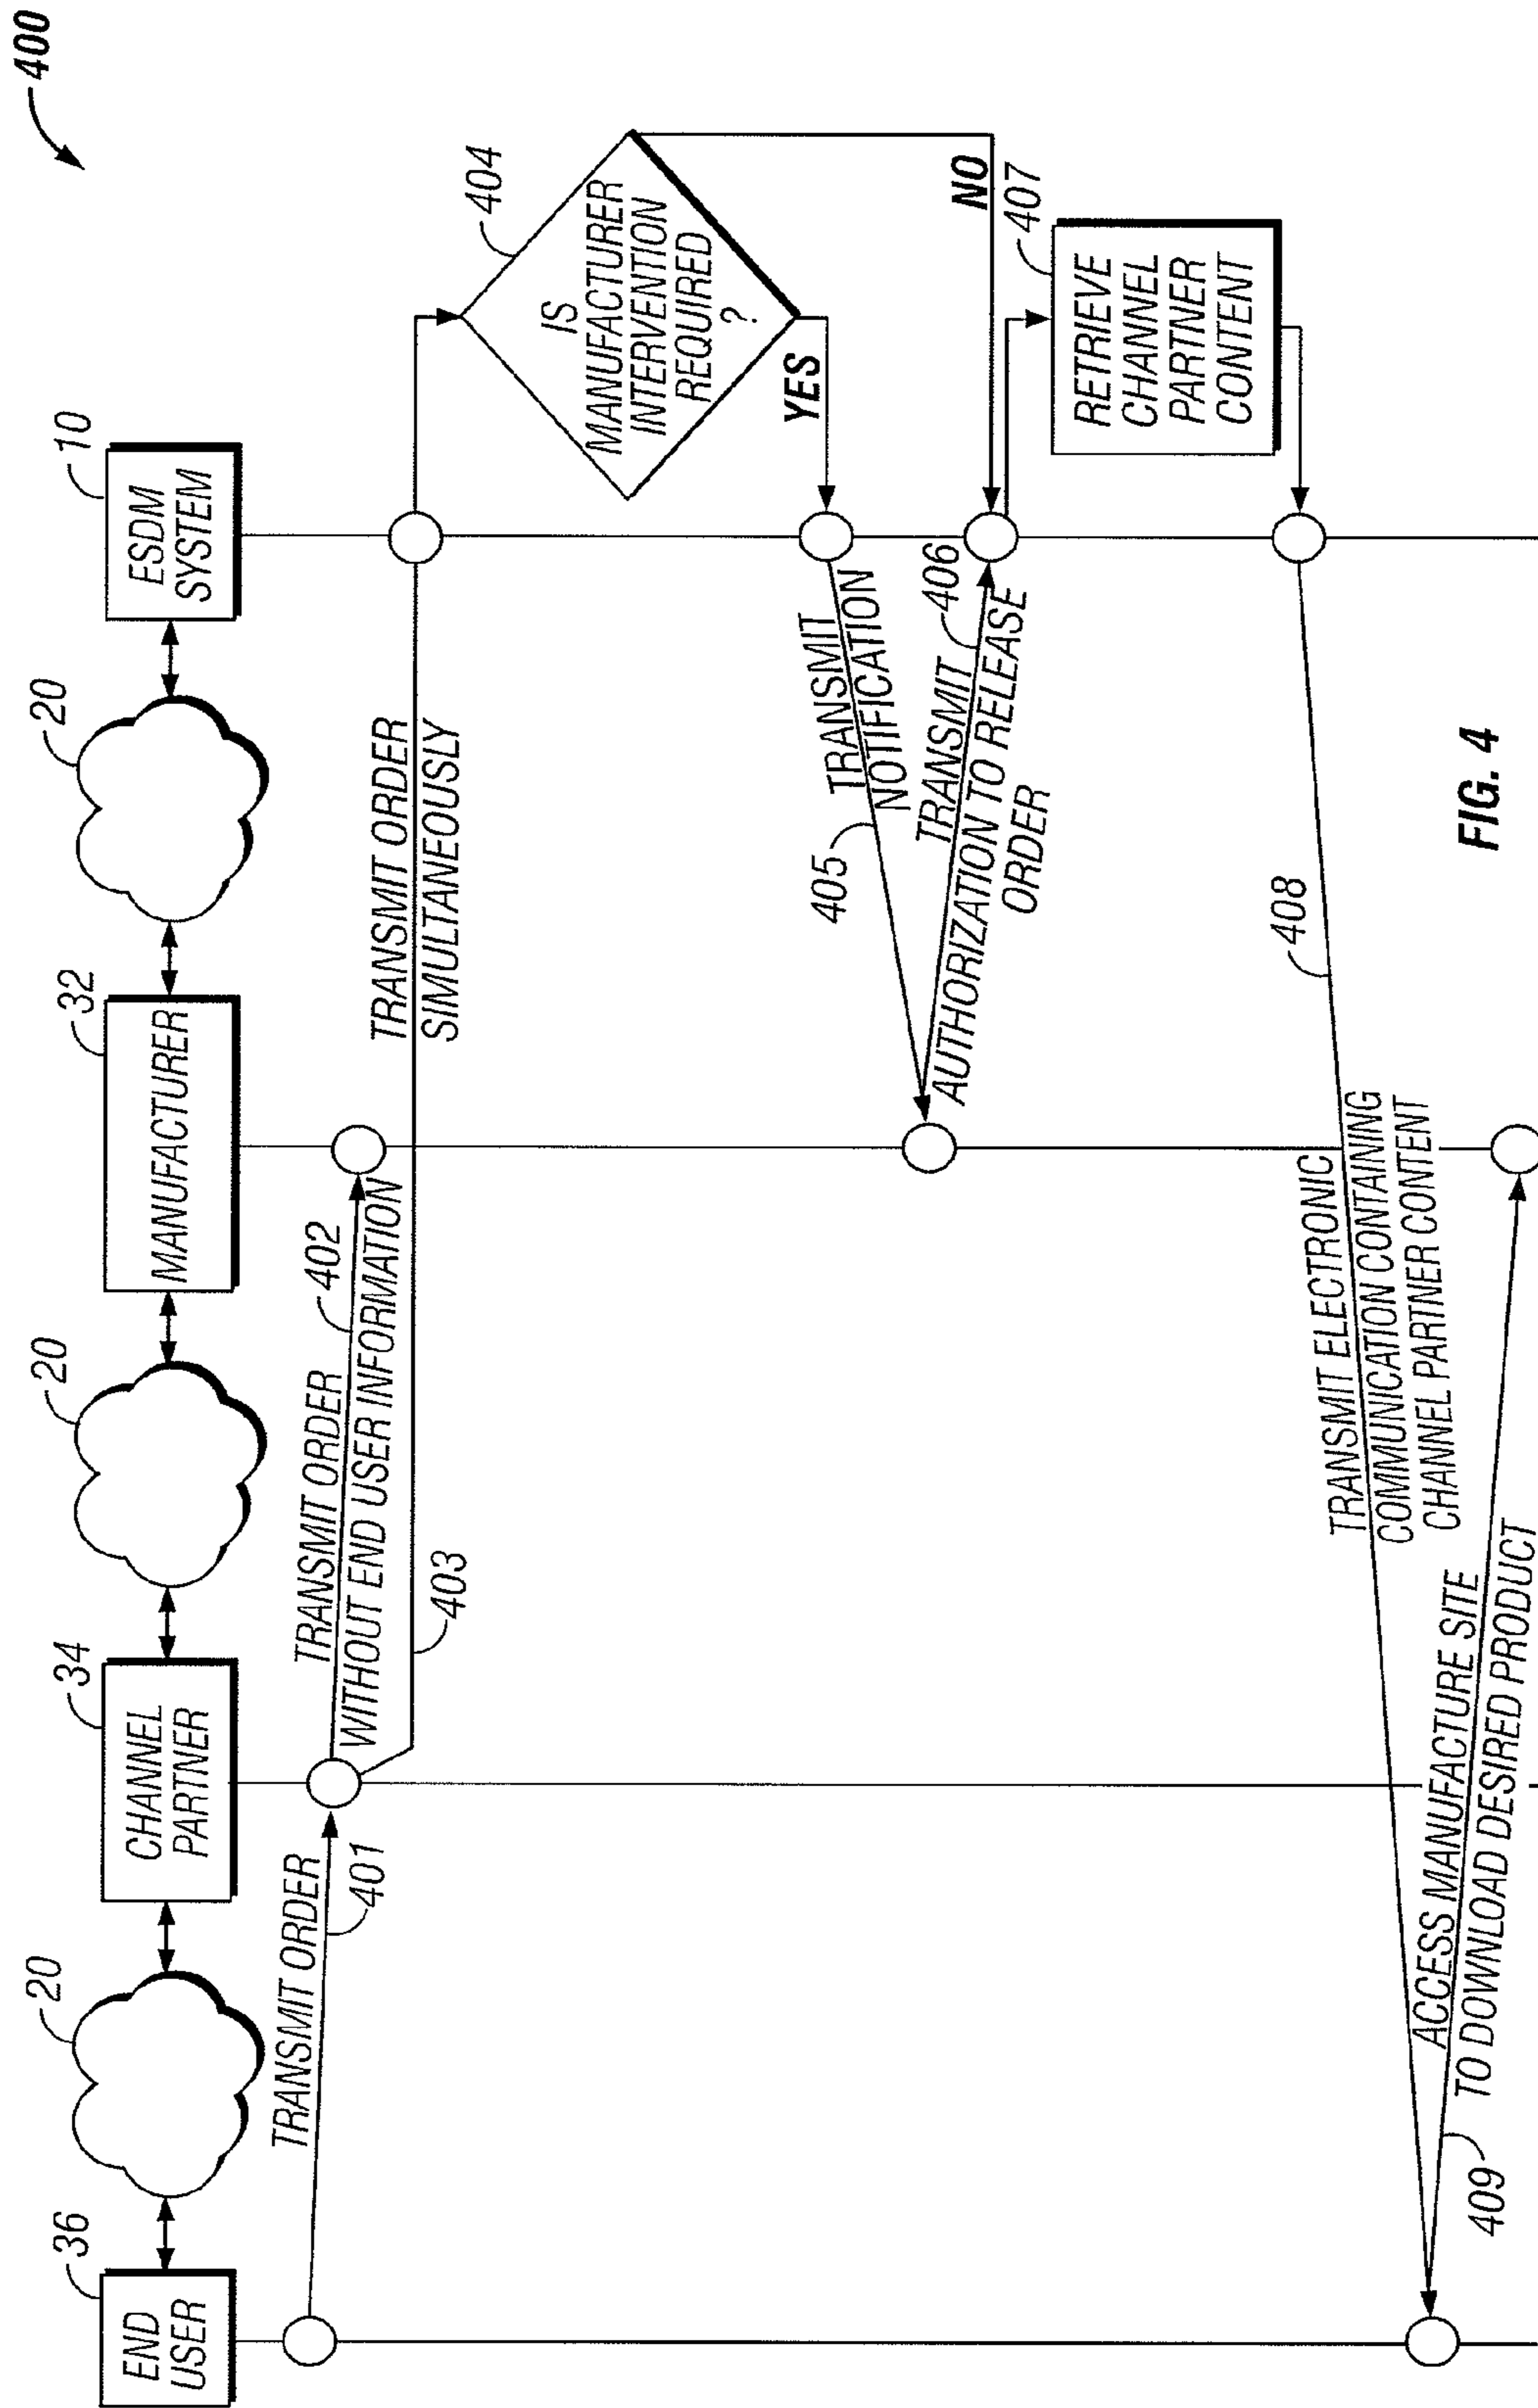 400
36
END
USER
20
34
CHANNEL
PARTNER
20
32
MANUFACTURER
20
10
ESDM
SYSTEM
TRANSMIT ORDER
401
TRANSMIT ORDER
402
WITHOUT END USER INFORMATION
403
TRANSMIT ORDER
SIMULTANEOUSLY
404
IS
MANUFACTURER
INTERVENTION
REQUIRED
?
YES
NO
405
TRANSMIT
NOTIFICATION
TRANSMIT
406
AUTHORIZATION TO RELEASE
ORDER
407
RETRIEVE
CHANNEL
PARTNER
CONTENT
408
TRANSMIT ELECTRONIC
COMMUNICATION CONTAINING
CHANNEL PARTNER CONTENT
ACCESS MANUFACTURE SITE
TO DOWNLOAD DESIRED PRODUCT
409
FIG. 4